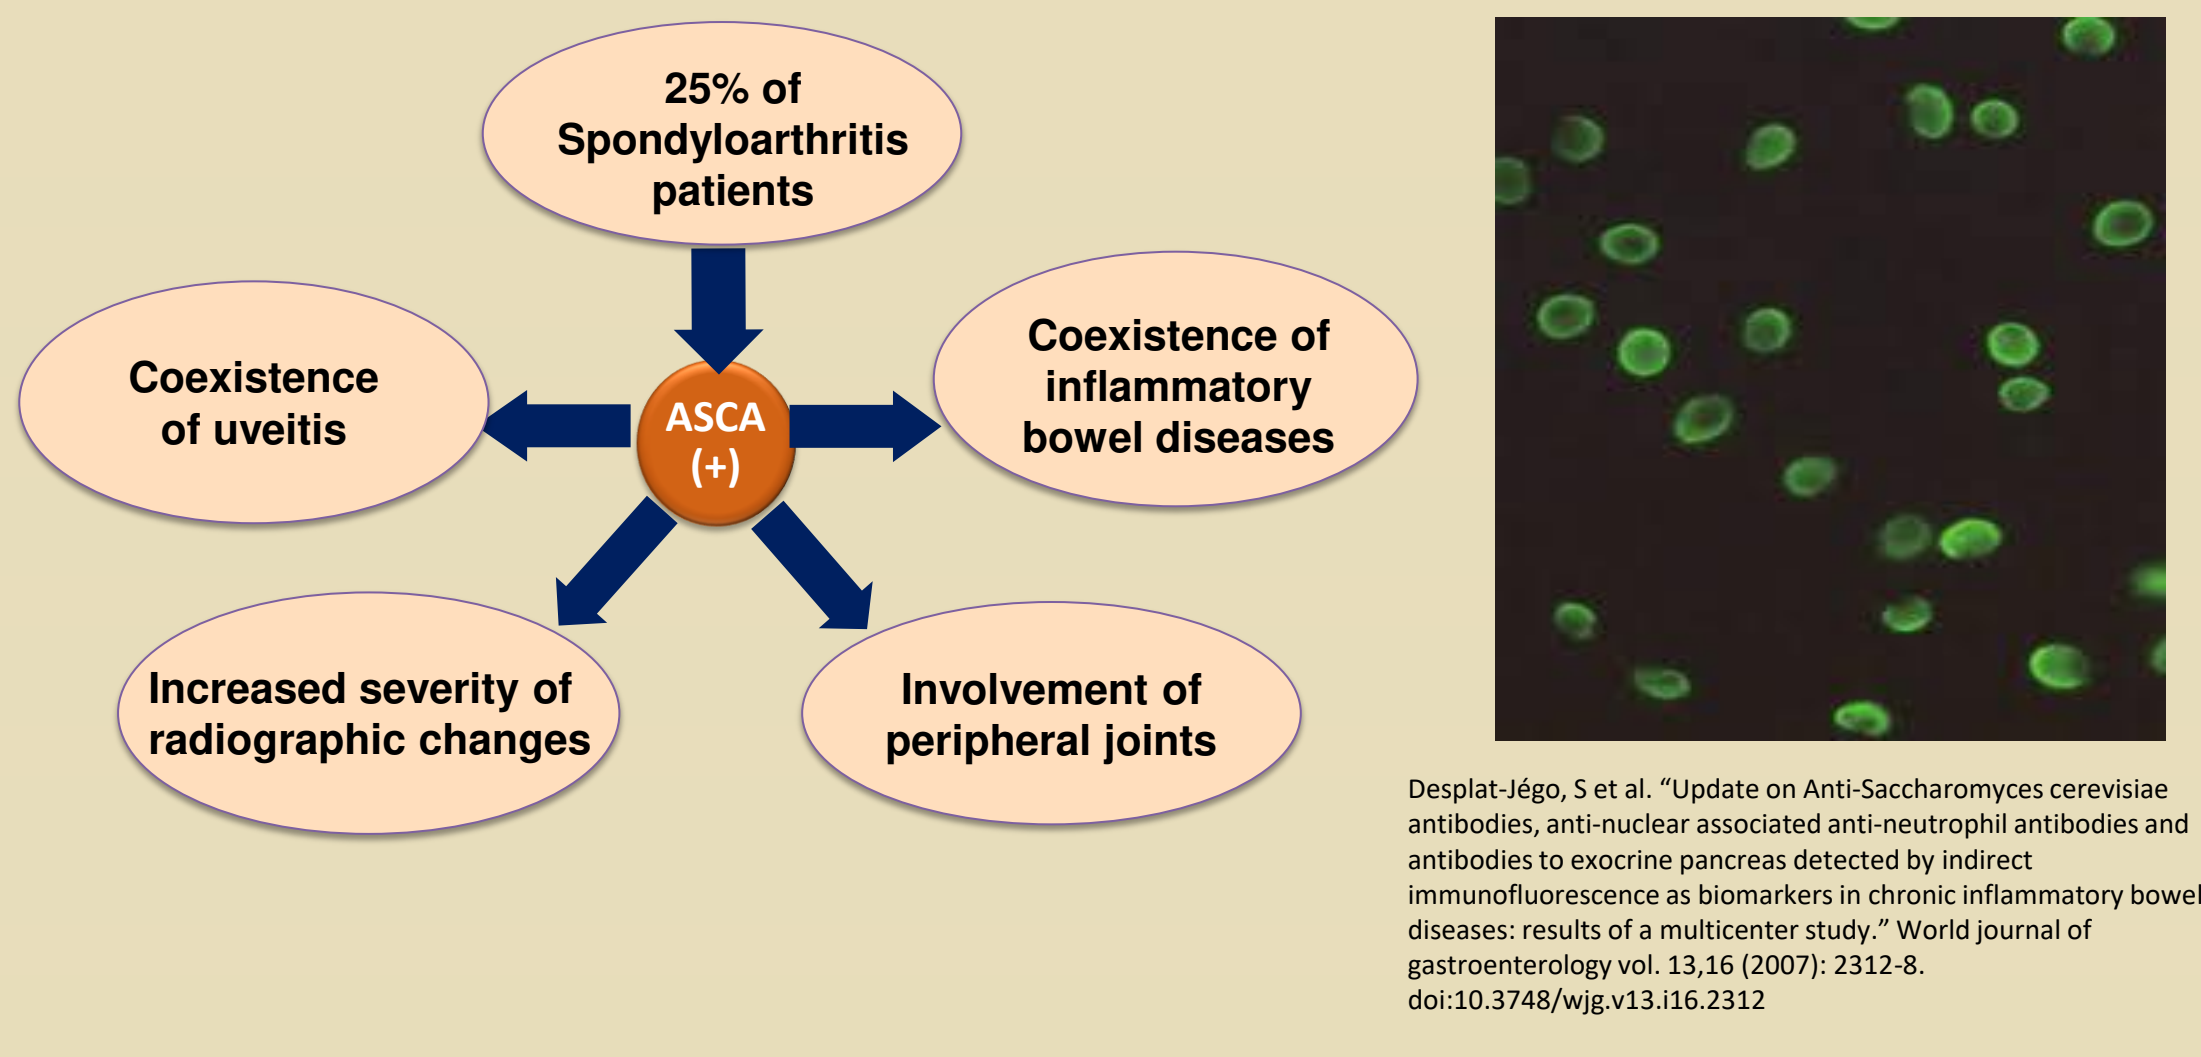 25% of
Spondyloarthritis
patients
Coexistence
of uveitis
ASCA
(+)
Coexistence of
inflammatory
bowel diseases
Increased severity of
radiographic changes
Involvement of
peripheral joints
Desplat-Jégo, S et al. “Update on Anti-Saccharomyces cerevisiae
antibodies, anti-nuclear associated anti-neutrophil antibodies and
antibodies to exocrine pancreas detected by indirect
immunofluorescence as biomarkers in chronic inflammatory bowel
diseases: results of a multicenter study.” World journal of
gastroenterology vol. 13,16 (2007): 2312-8.
doi:10.3748/wjg.v13.i16.2312